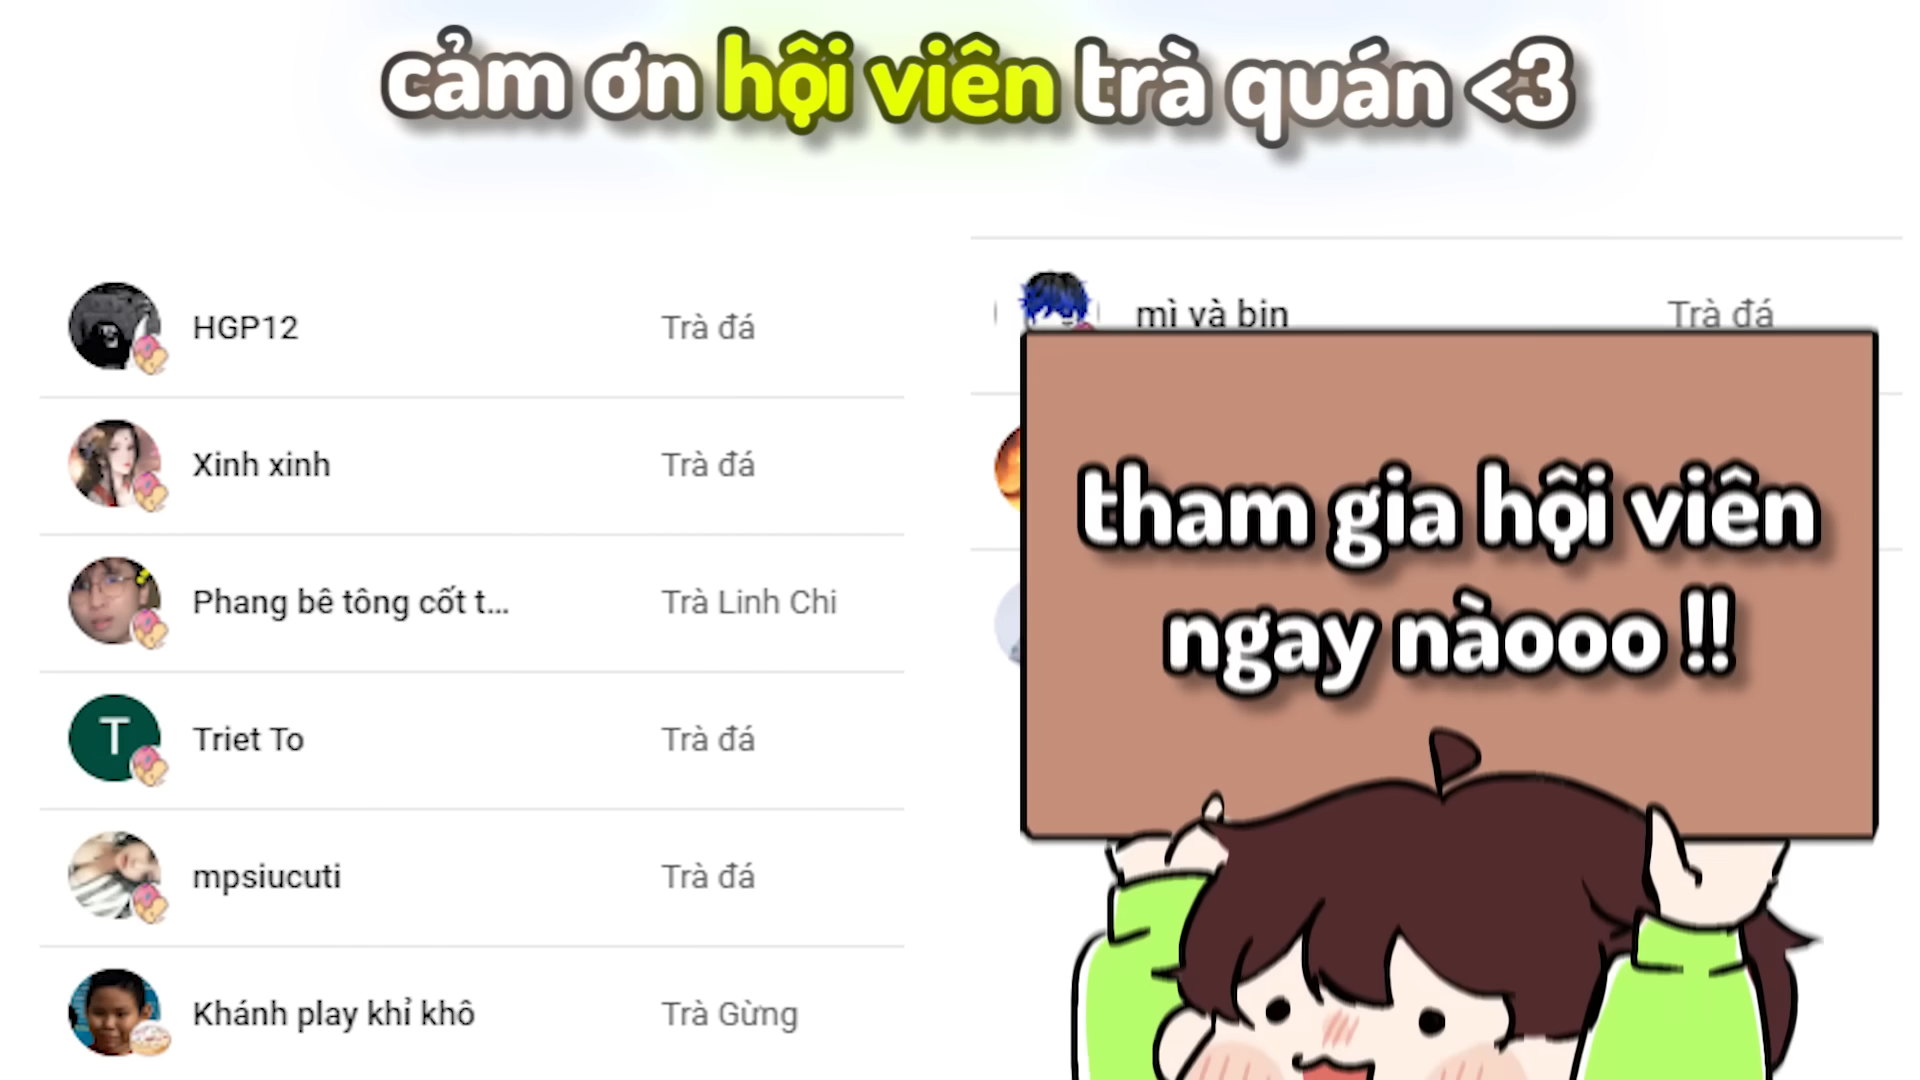 cảm ơn hội viên trà quán <3
HGP12 Trà đá
Xinh xinh Trà đá
Phang bê tông cốt t... Trà Linh Chi
T
Triet To Trà đá
mpsiucuti Trà đá
Khánh play khỉ khô Trà Gừng
mì và bin Trà đá
tham gia hội viên
ngay nàooo !!